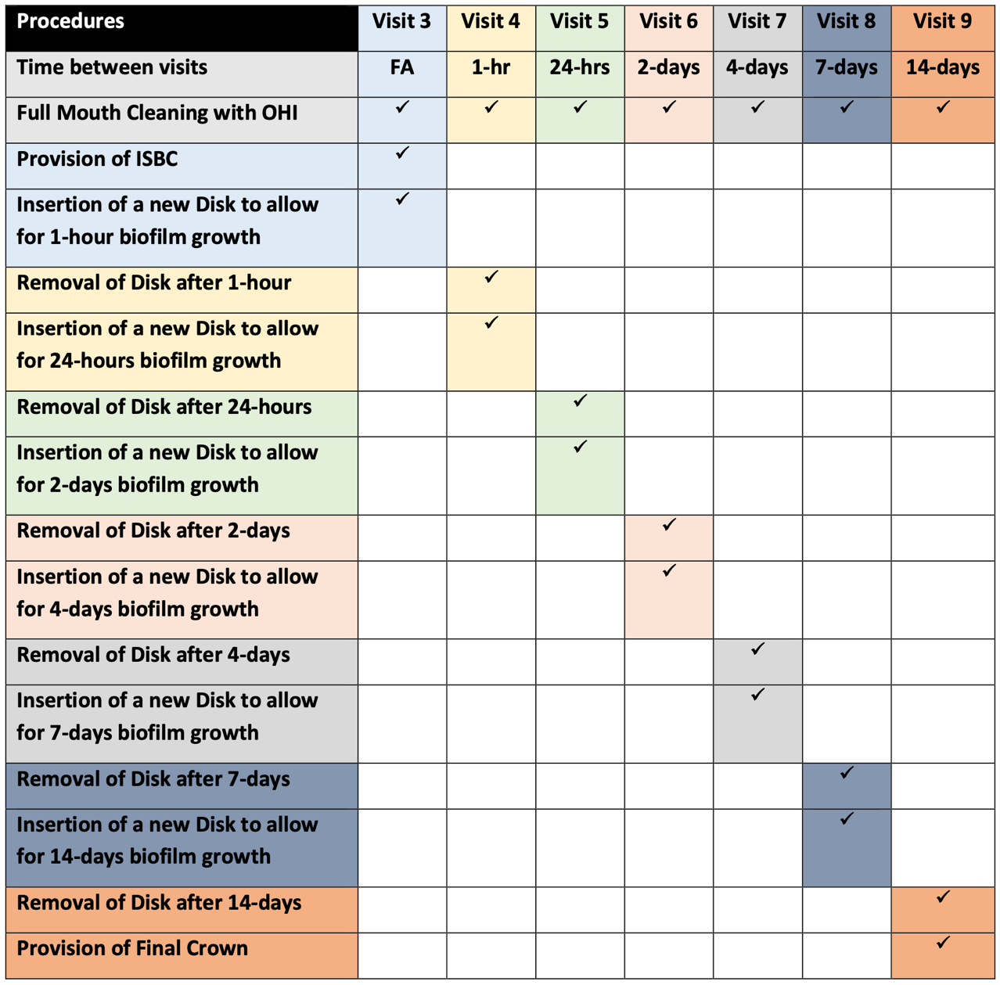 Procedures Visit 3 Visit 4 Visit 5 Visit 6 Visit 7 Visit 8 Visit 9
Time between visits FA 1-hr 24-hrs 2-days 4-days 7-days 14-days
Full Mouth Cleaning with OHI ✓ ✓ ✓ ✓ ✓ ✓ ✓
Provision of ISBC ✓
Insertion of a new Disk to allow ✓
for 1-hour biofilm growth
Removal of Disk after 1-hour ✓
Insertion of a new Disk to allow ✓
for 24-hours biofilm growth
Removal of Disk after 24-hours ✓
Insertion of a new Disk to allow ✓
for 2-days biofilm growth
Removal of Disk after 2-days ✓
Insertion of a new Disk to allow ✓
for 4-days biofilm growth
Removal of Disk after 4-days ✓
Insertion of a new Disk to allow ✓
for 7-days biofilm growth
Removal of Disk after 7-days ✓
Insertion of a new Disk to allow ✓
for 14-days biofilm growth
Removal of Disk after 14-days ✓
Provision of Final Crown ✓